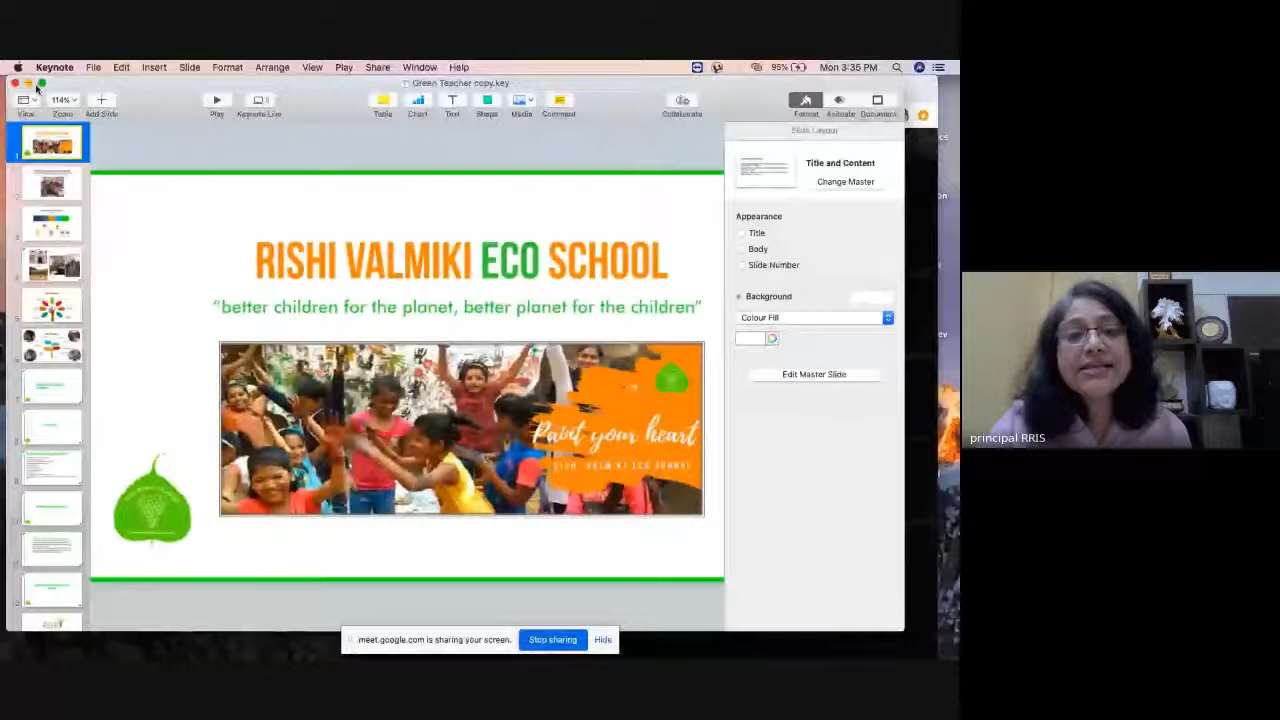 Keynote File Edit Insert Slide Format Arrange View Play Share Window Help
95% Mon 3:35 PM
Green Teacher copy.key
114%
View Zoom Add Slide Play Keynote Live Table Chart Text Shape Media Comment Collaborate Format Animate Document
Slide Layout
Title and Content
Change Master
Appearance
Title
Body
Slide Number
Background
Colour Fill
Edit Master Slide
RISHI VALMIKI ECO SCHOOL
“better children for the planet, better planet for the children”
Paint your heart
RISHI VALMIKI ECO SCHOOL
meet.google.com is sharing your screen. Stop sharing Hide
principal RRIS